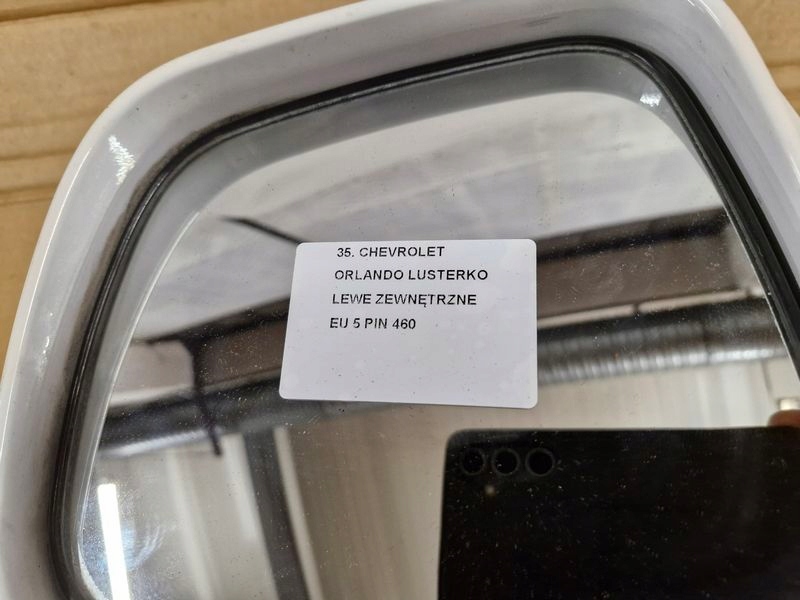 35. CHEVROLET
ORLANDO LUSTERKO
LEWE ZEWNĘTRZNE
EU 5 PIN 460